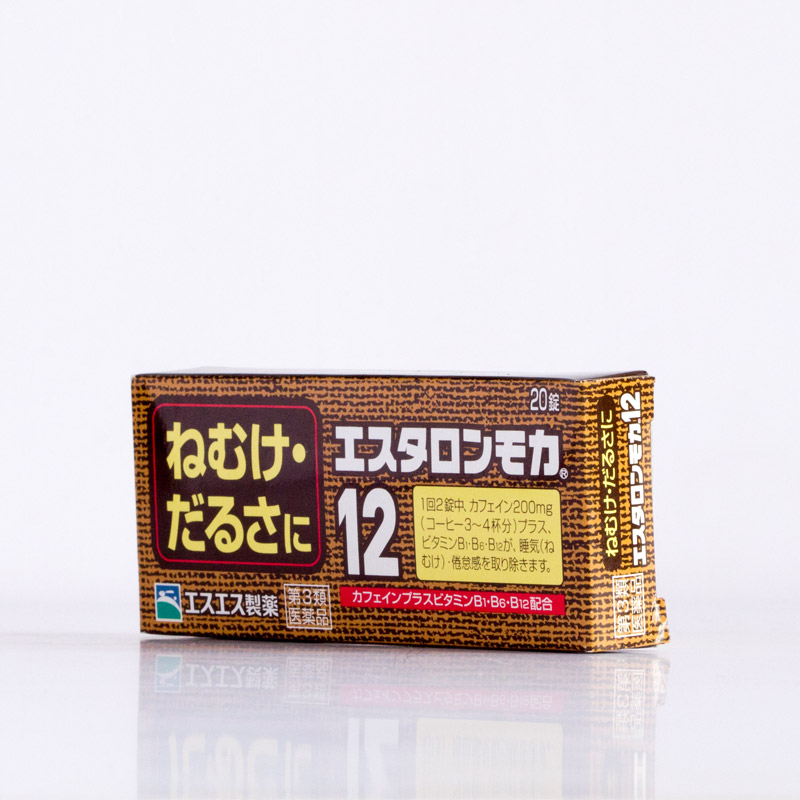 20錠
ねむけ・
だるさに
エスタロンモカ®
12
1回2錠中、カフェイン200mg
(コーヒー3〜4杯分)プラス、
ビタミンB1・B6・B12が、睡気(ね
むけ)・倦怠感を取り除きます。
カフェインプラスビタミンB1・B6・B12配合
エスエス製薬
第3類
医薬品
ねむけ・だるさに
エスタロンモカ12
第3類
医薬品